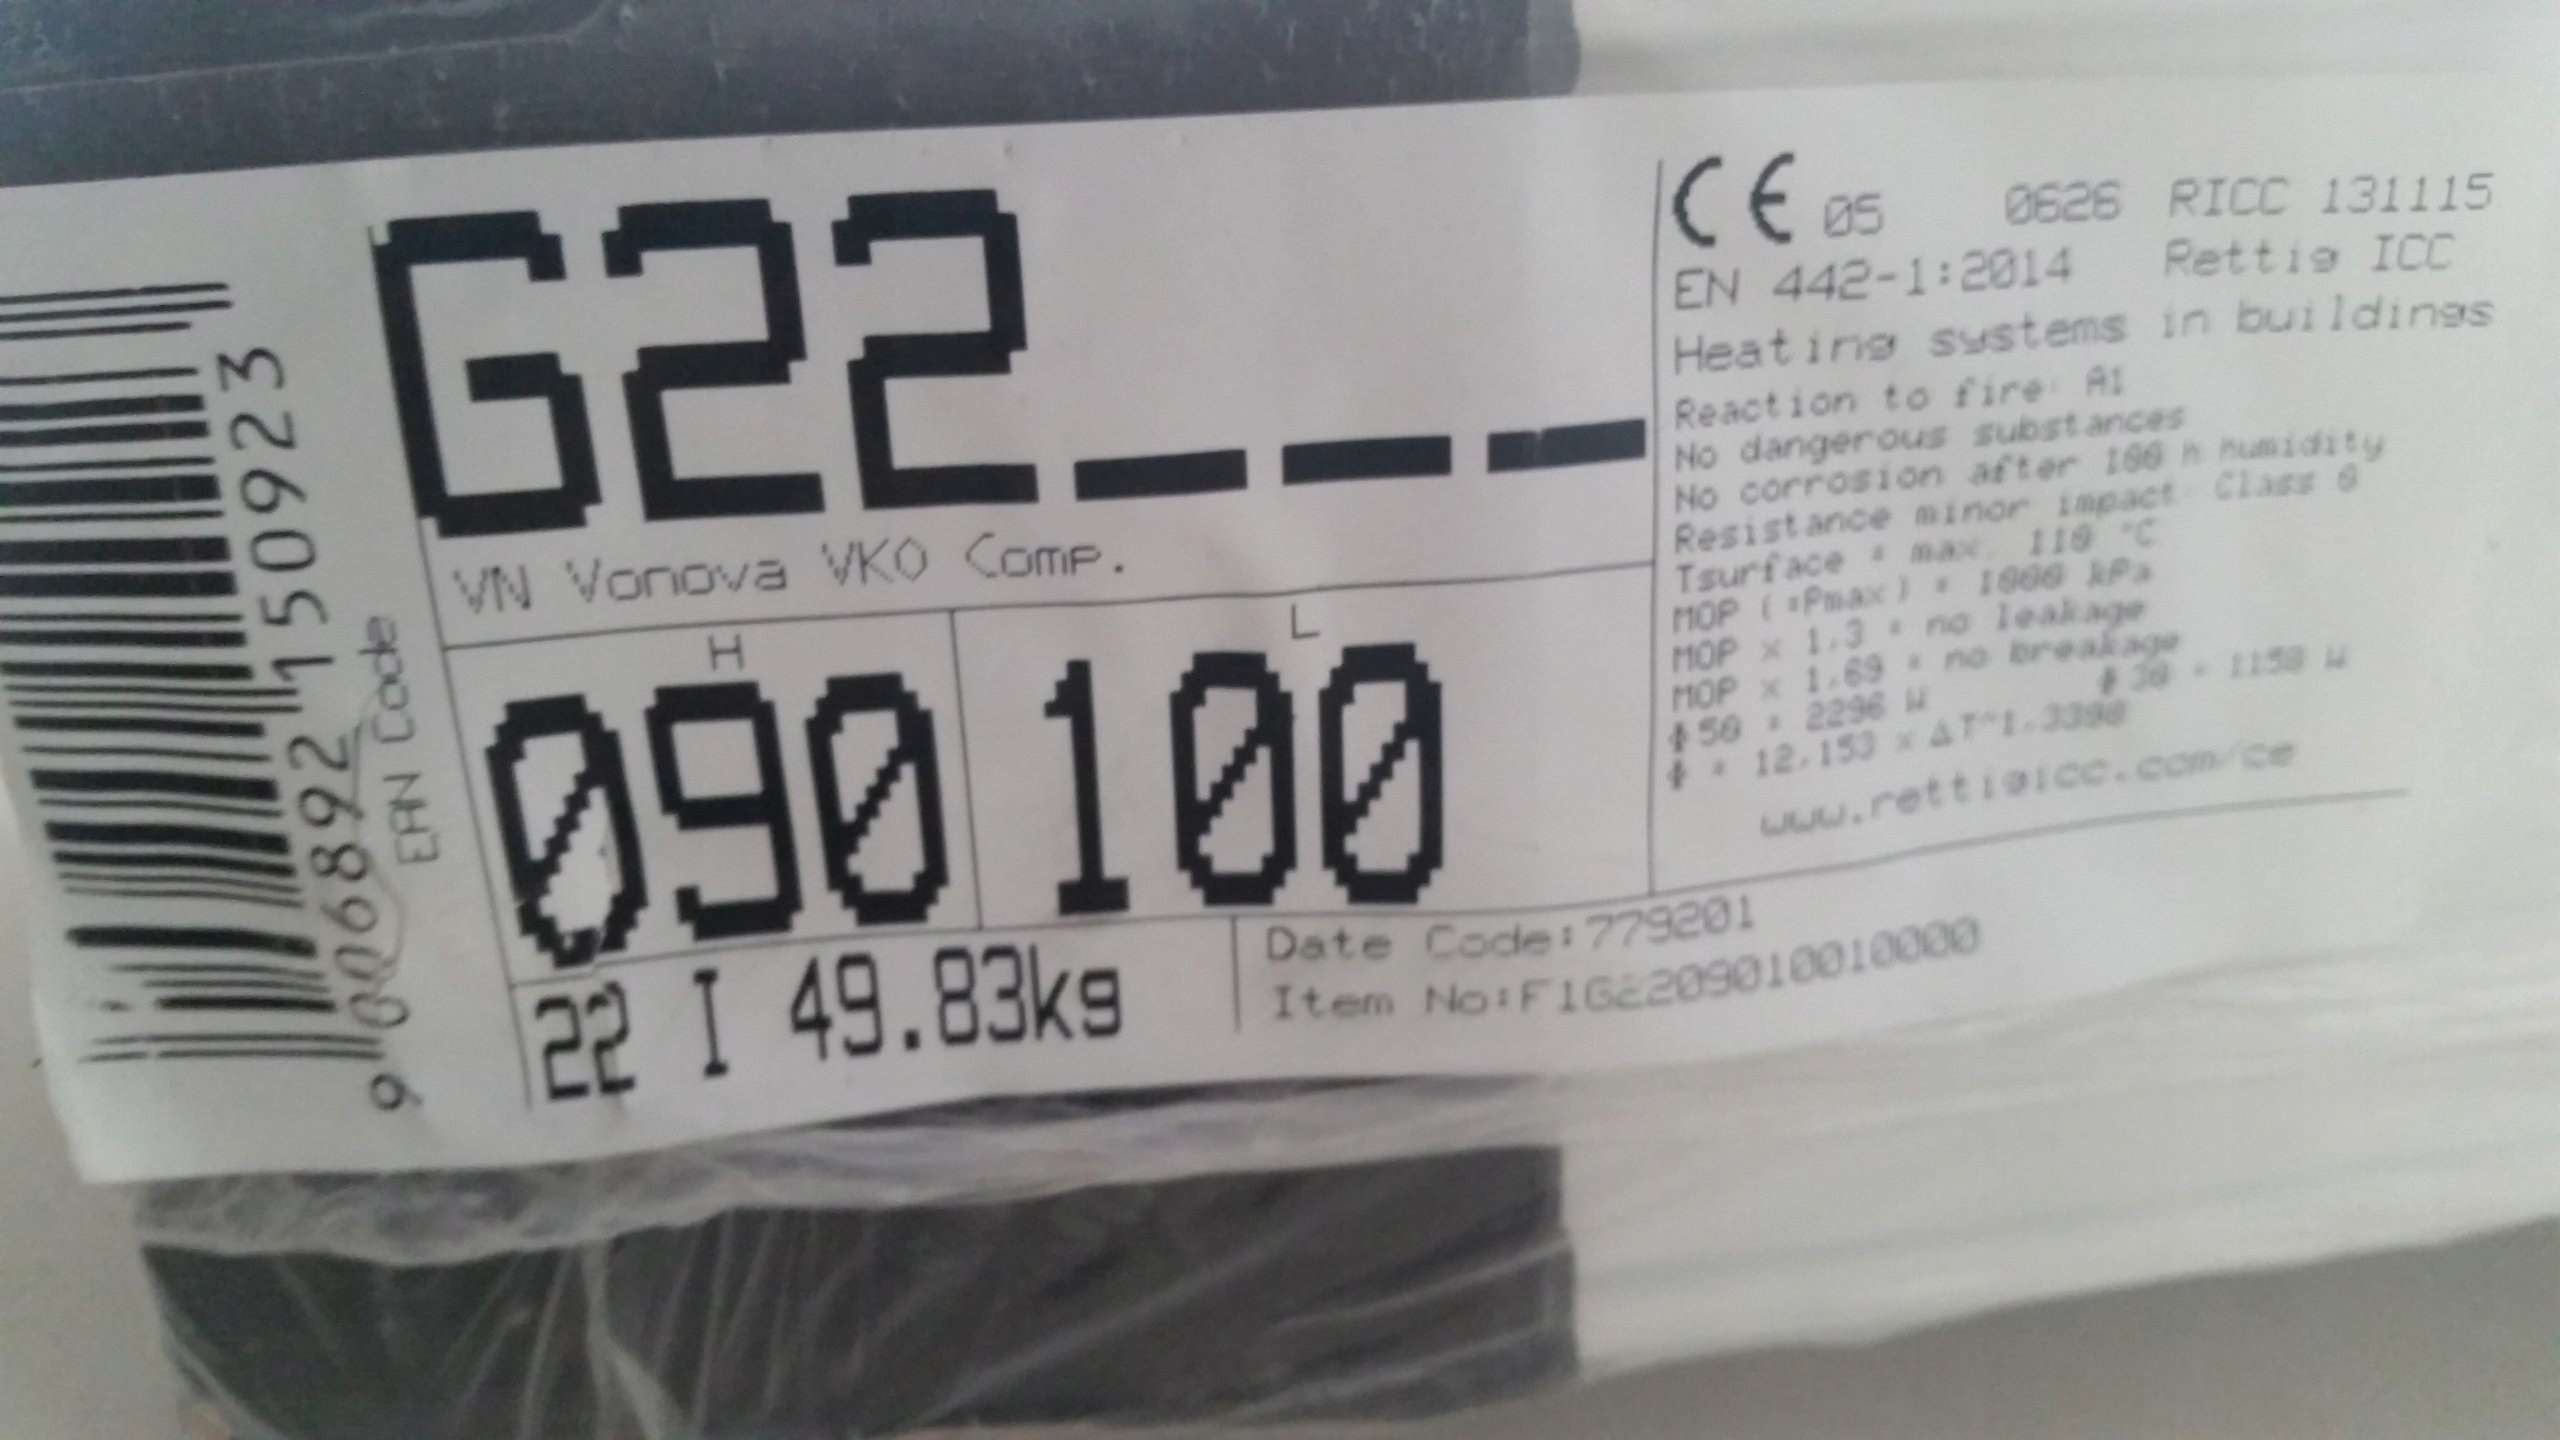 9 006892 150923
EAN Code
G22___
VN Vonova VKO Comp.
H
090
L
100
22 I 49.83kg
Date Code:779201
Item No:F1G2209010010000
CE 05 0626 RICC 131115
EN 442-1:2014 Rettig ICC
Heating systems in buildings
Reaction to fire: A1
No dangerous substances
No corrosion after 100 h humidity
Resistance minor impact: Class 0
Tsurface = max. 110 °C
MOP (=Pmax) = 1000 kPa
MOP x 1.3 = no leakage
MOP x 1.69 = no breakage
ϕ50 = 2296 W ϕ30 = 1158 W
ϕ = 12.153 x ΔT^1.3398
www.rettigicc.com/ce